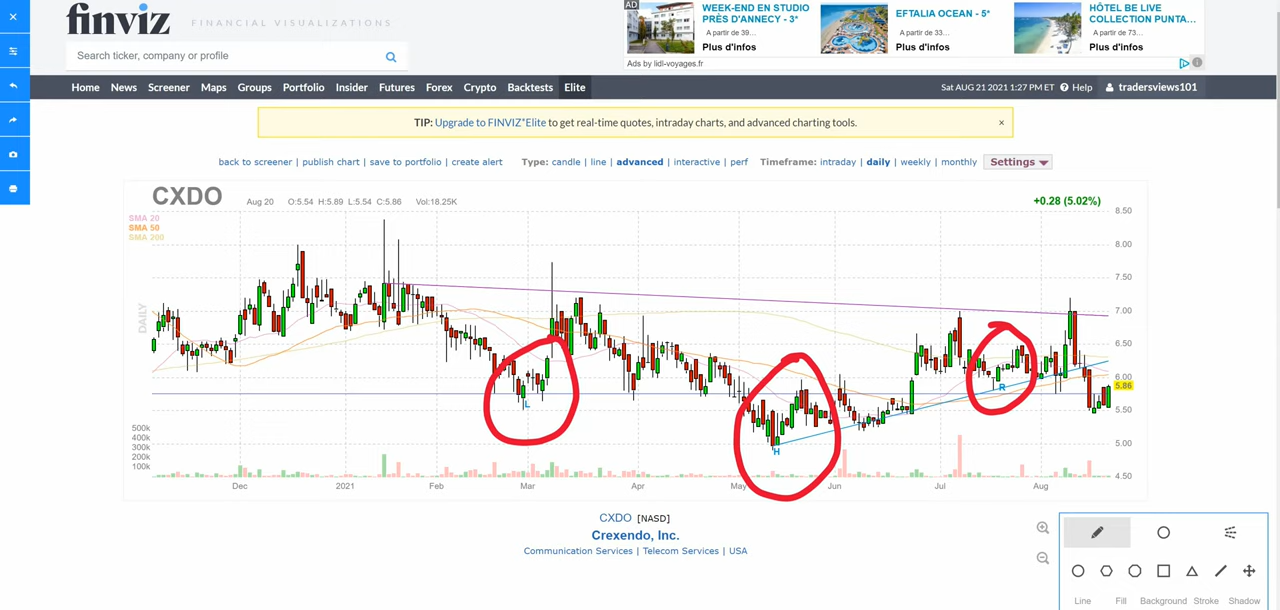 finviz FINANCIAL VISUALIZATIONS
Search ticker, company or profile
AD
WEEK-END EN STUDIO
PRÈS D'ANNECY - 3*
A partir de 39...
Plus d'infos
EFTALIA OCEAN - 5*
A partir de 33...
Plus d'infos
HÔTEL BE LIVE
COLLECTION PUNTA...
A partir de 73...
Plus d'infos
Ads by lidl-voyages.fr
Home News Screener Maps Groups Portfolio Insider Futures Forex Crypto Backtests Elite
Sat AUG 21 2021 1:27 PM ET Help tradersviews101
TIP: Upgrade to FINVIZ*Elite to get real-time quotes, intraday charts, and advanced charting tools. ×
back to screener | publish chart | save to portfolio | create alert Type: candle | line | advanced | interactive | perf Timeframe: intraday | daily | weekly | monthly Settings
CXDO Aug 20 O:5.54 H:5.89 L:5.54 C:5.86 Vol:18.25K +0.28 (5.02%)
SMA 20
SMA 50
SMA 200
DAILY
8.50
8.00
7.50
7.00
6.50
6.00
5.86
5.50
5.00
4.50
500k
400k
300k
200k
100k
L
H
R
Dec 2021 Feb Mar Apr May Jun Jul Aug
CXDO [NASD]
Crexendo, Inc.
Communication Services | Telecom Services | USA
Line Fill Background Stroke Shadow